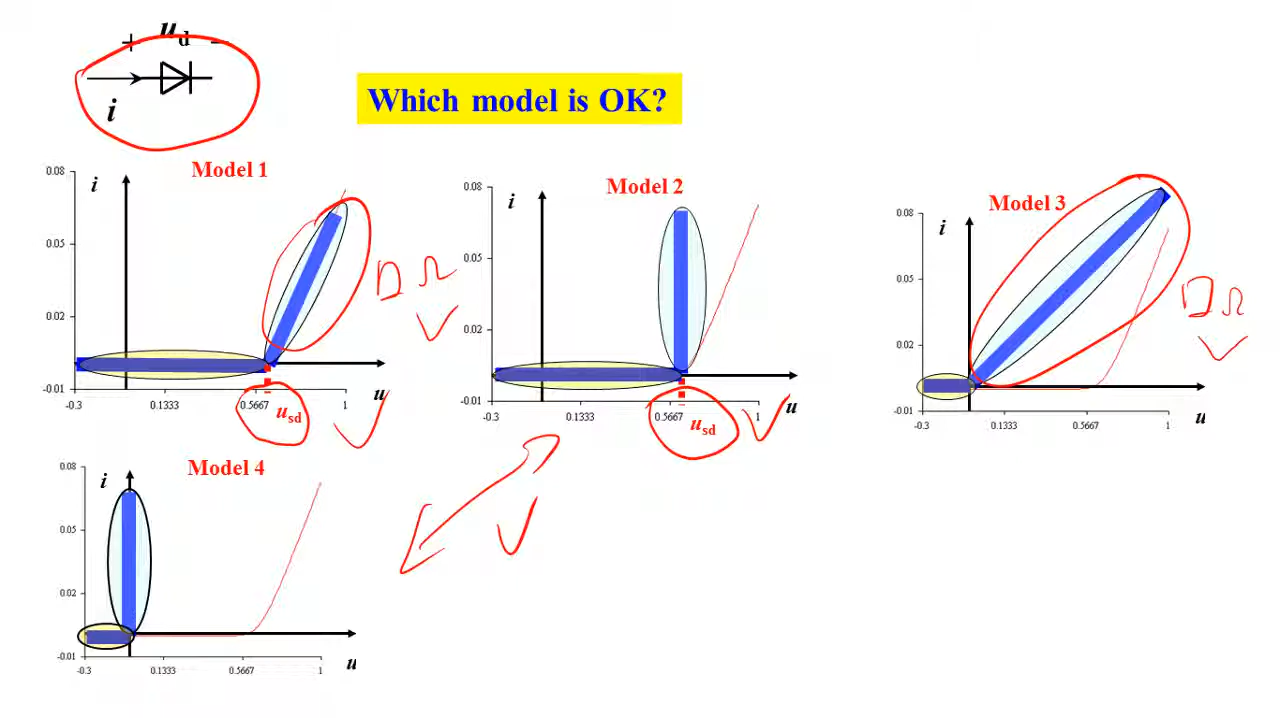 + u_d −
i
Which model is OK?
Model 1
0.08
i
0.05
0.02
-0.01
-0.3 0.1333 0.5667 1
u
u_sd
D Ω
Model 2
0.08
i
0.05
0.02
-0.01
-0.3 0.1333 0.5667 1
u
u_sd
Model 3
0.08
i
0.05
0.02
-0.01
-0.3 0.1333 0.5667 1
u
D Ω
Model 4
0.08
i
0.05
0.02
-0.01
-0.3 0.1333 0.5667 1
u